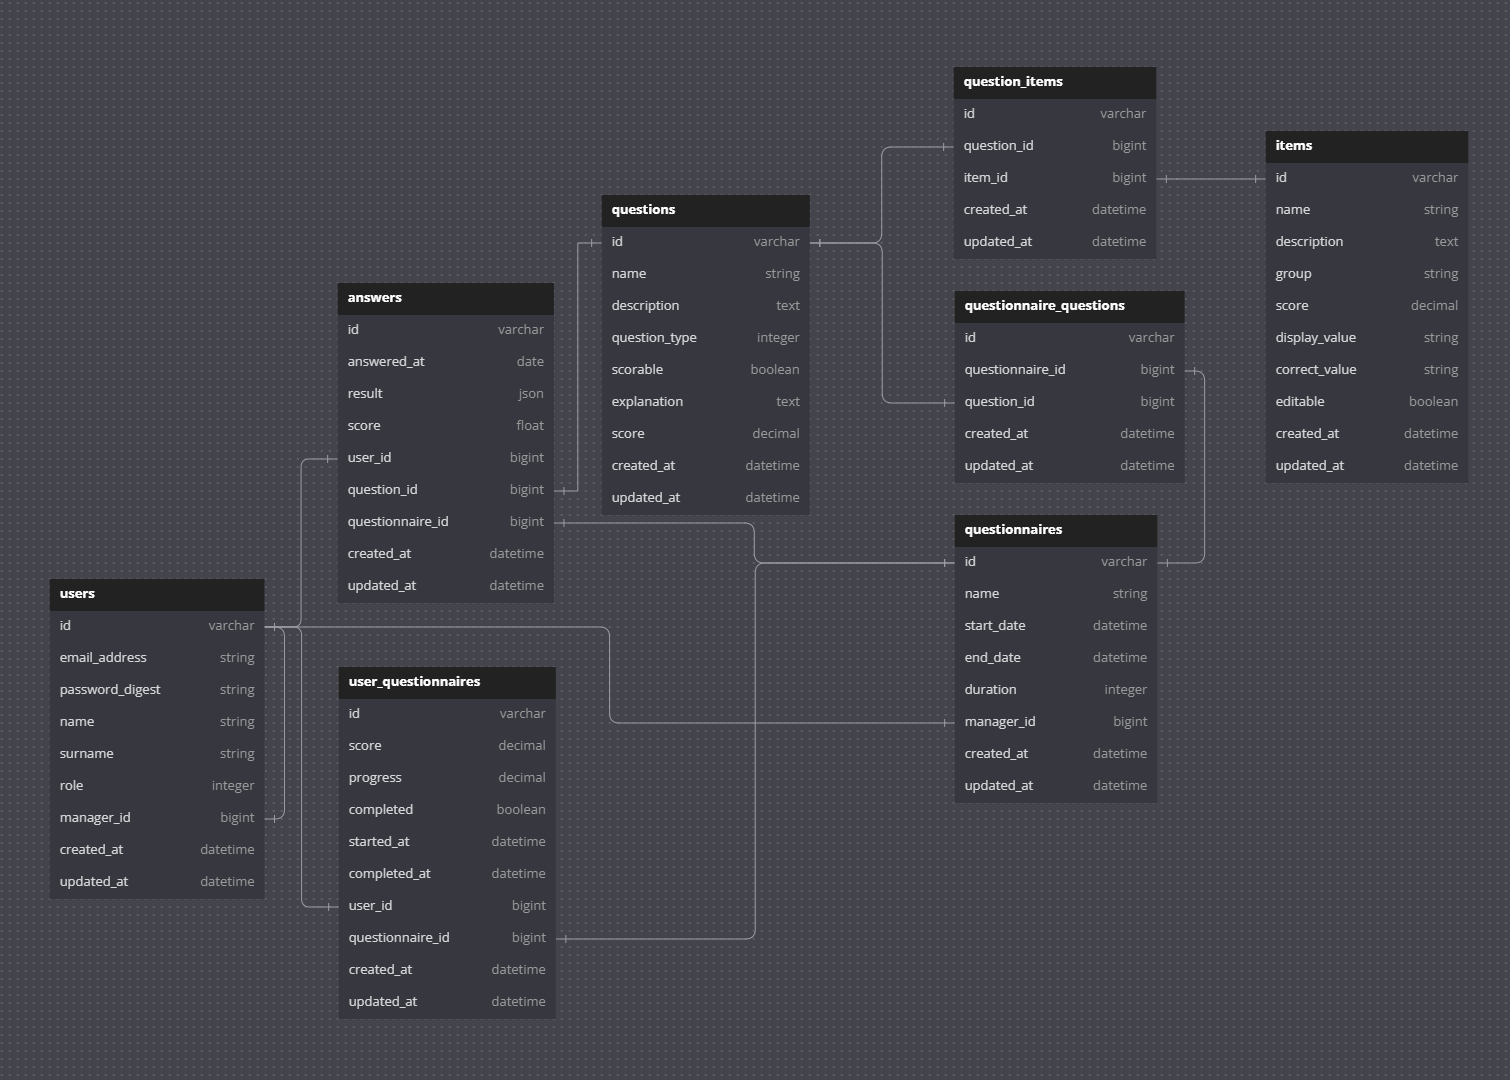 question_items
id varchar
question_id bigint
item_id bigint
created_at datetime
updated_at datetime
items
id varchar
name string
description text
group string
score decimal
display_value string
correct_value string
editable boolean
created_at datetime
updated_at datetime
questions
id varchar
name string
description text
question_type integer
scorable boolean
explanation text
score decimal
created_at datetime
updated_at datetime
answers
id varchar
answered_at date
result json
score float
user_id bigint
question_id bigint
questionnaire_id bigint
created_at datetime
updated_at datetime
questionnaire_questions
id varchar
questionnaire_id bigint
question_id bigint
created_at datetime
updated_at datetime
questionnaires
id varchar
name string
start_date datetime
end_date datetime
duration integer
manager_id bigint
created_at datetime
updated_at datetime
users
id varchar
email_address string
password_digest string
name string
surname string
role integer
manager_id bigint
created_at datetime
updated_at datetime
user_questionnaires
id varchar
score decimal
progress decimal
completed boolean
started_at datetime
completed_at datetime
user_id bigint
questionnaire_id bigint
created_at datetime
updated_at datetime